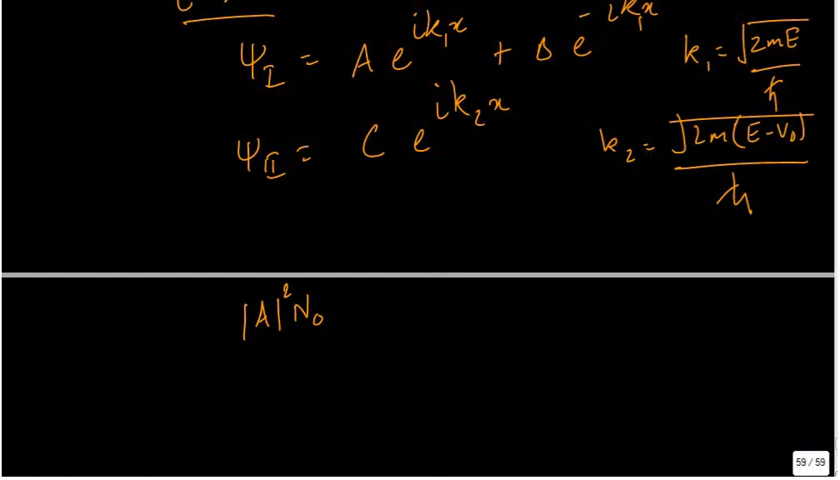 ψ_I = A e^{ik₁x} + B e^{-ik₁x} k₁ = √2mE / ħ
ψ_II = C e^{ik₂x} k₂ = √2m(E-V₀) / ħ
|A|² N₀
59 / 59